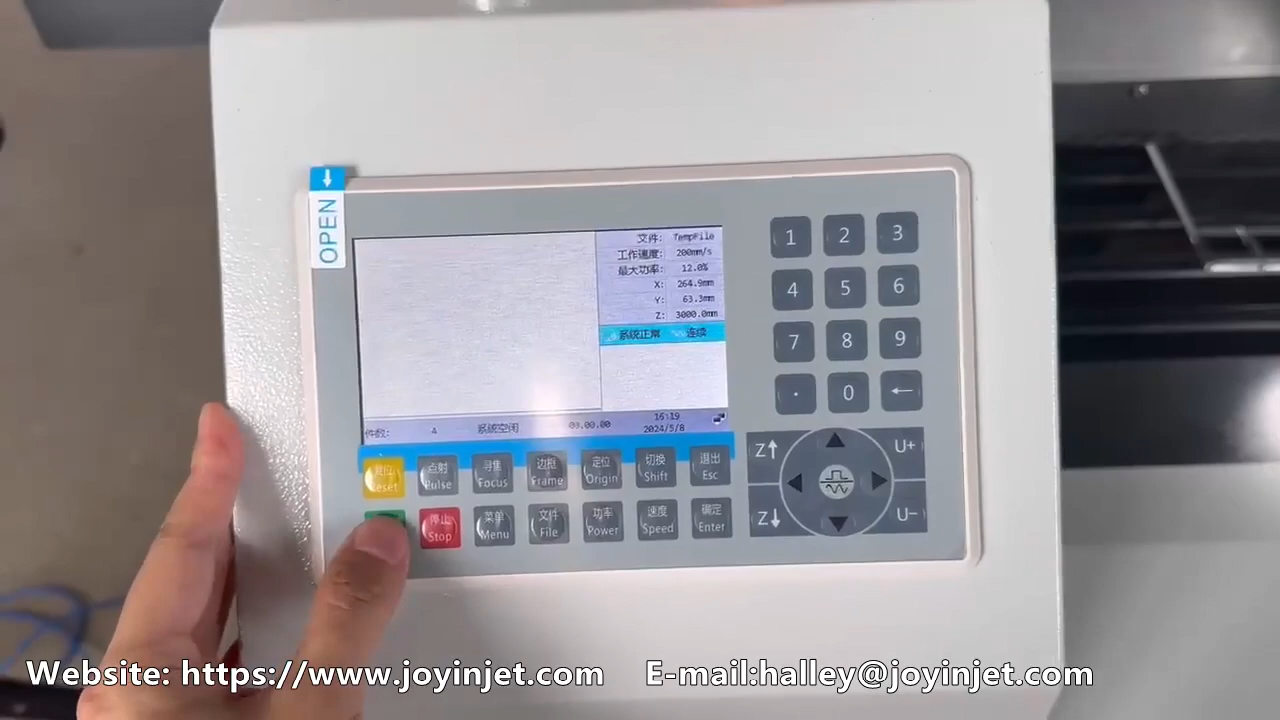 OPEN
文件: TempFile
工作速度: 200mm/s
最大功率: 12.0%
X: 264.9mm
Y: 63.3mm
Z: 3000.0mm
系统正常 连续
件数: 4 系统空闲 03.00.00 16:19
2024/5/8
1 2 3
4 5 6
7 8 9
. 0 ←
复位 点射 寻焦 边框 定位 切换 退出
Reset Pulse Focus Frame Origin Shift Esc
停止 菜单 文件 功率 速度 确定
Stop Menu File Power Speed Enter
Z↑ U+
Z↓ U-
Website: https://www.joyinjet.com E-mail:halley@joyinjet.com